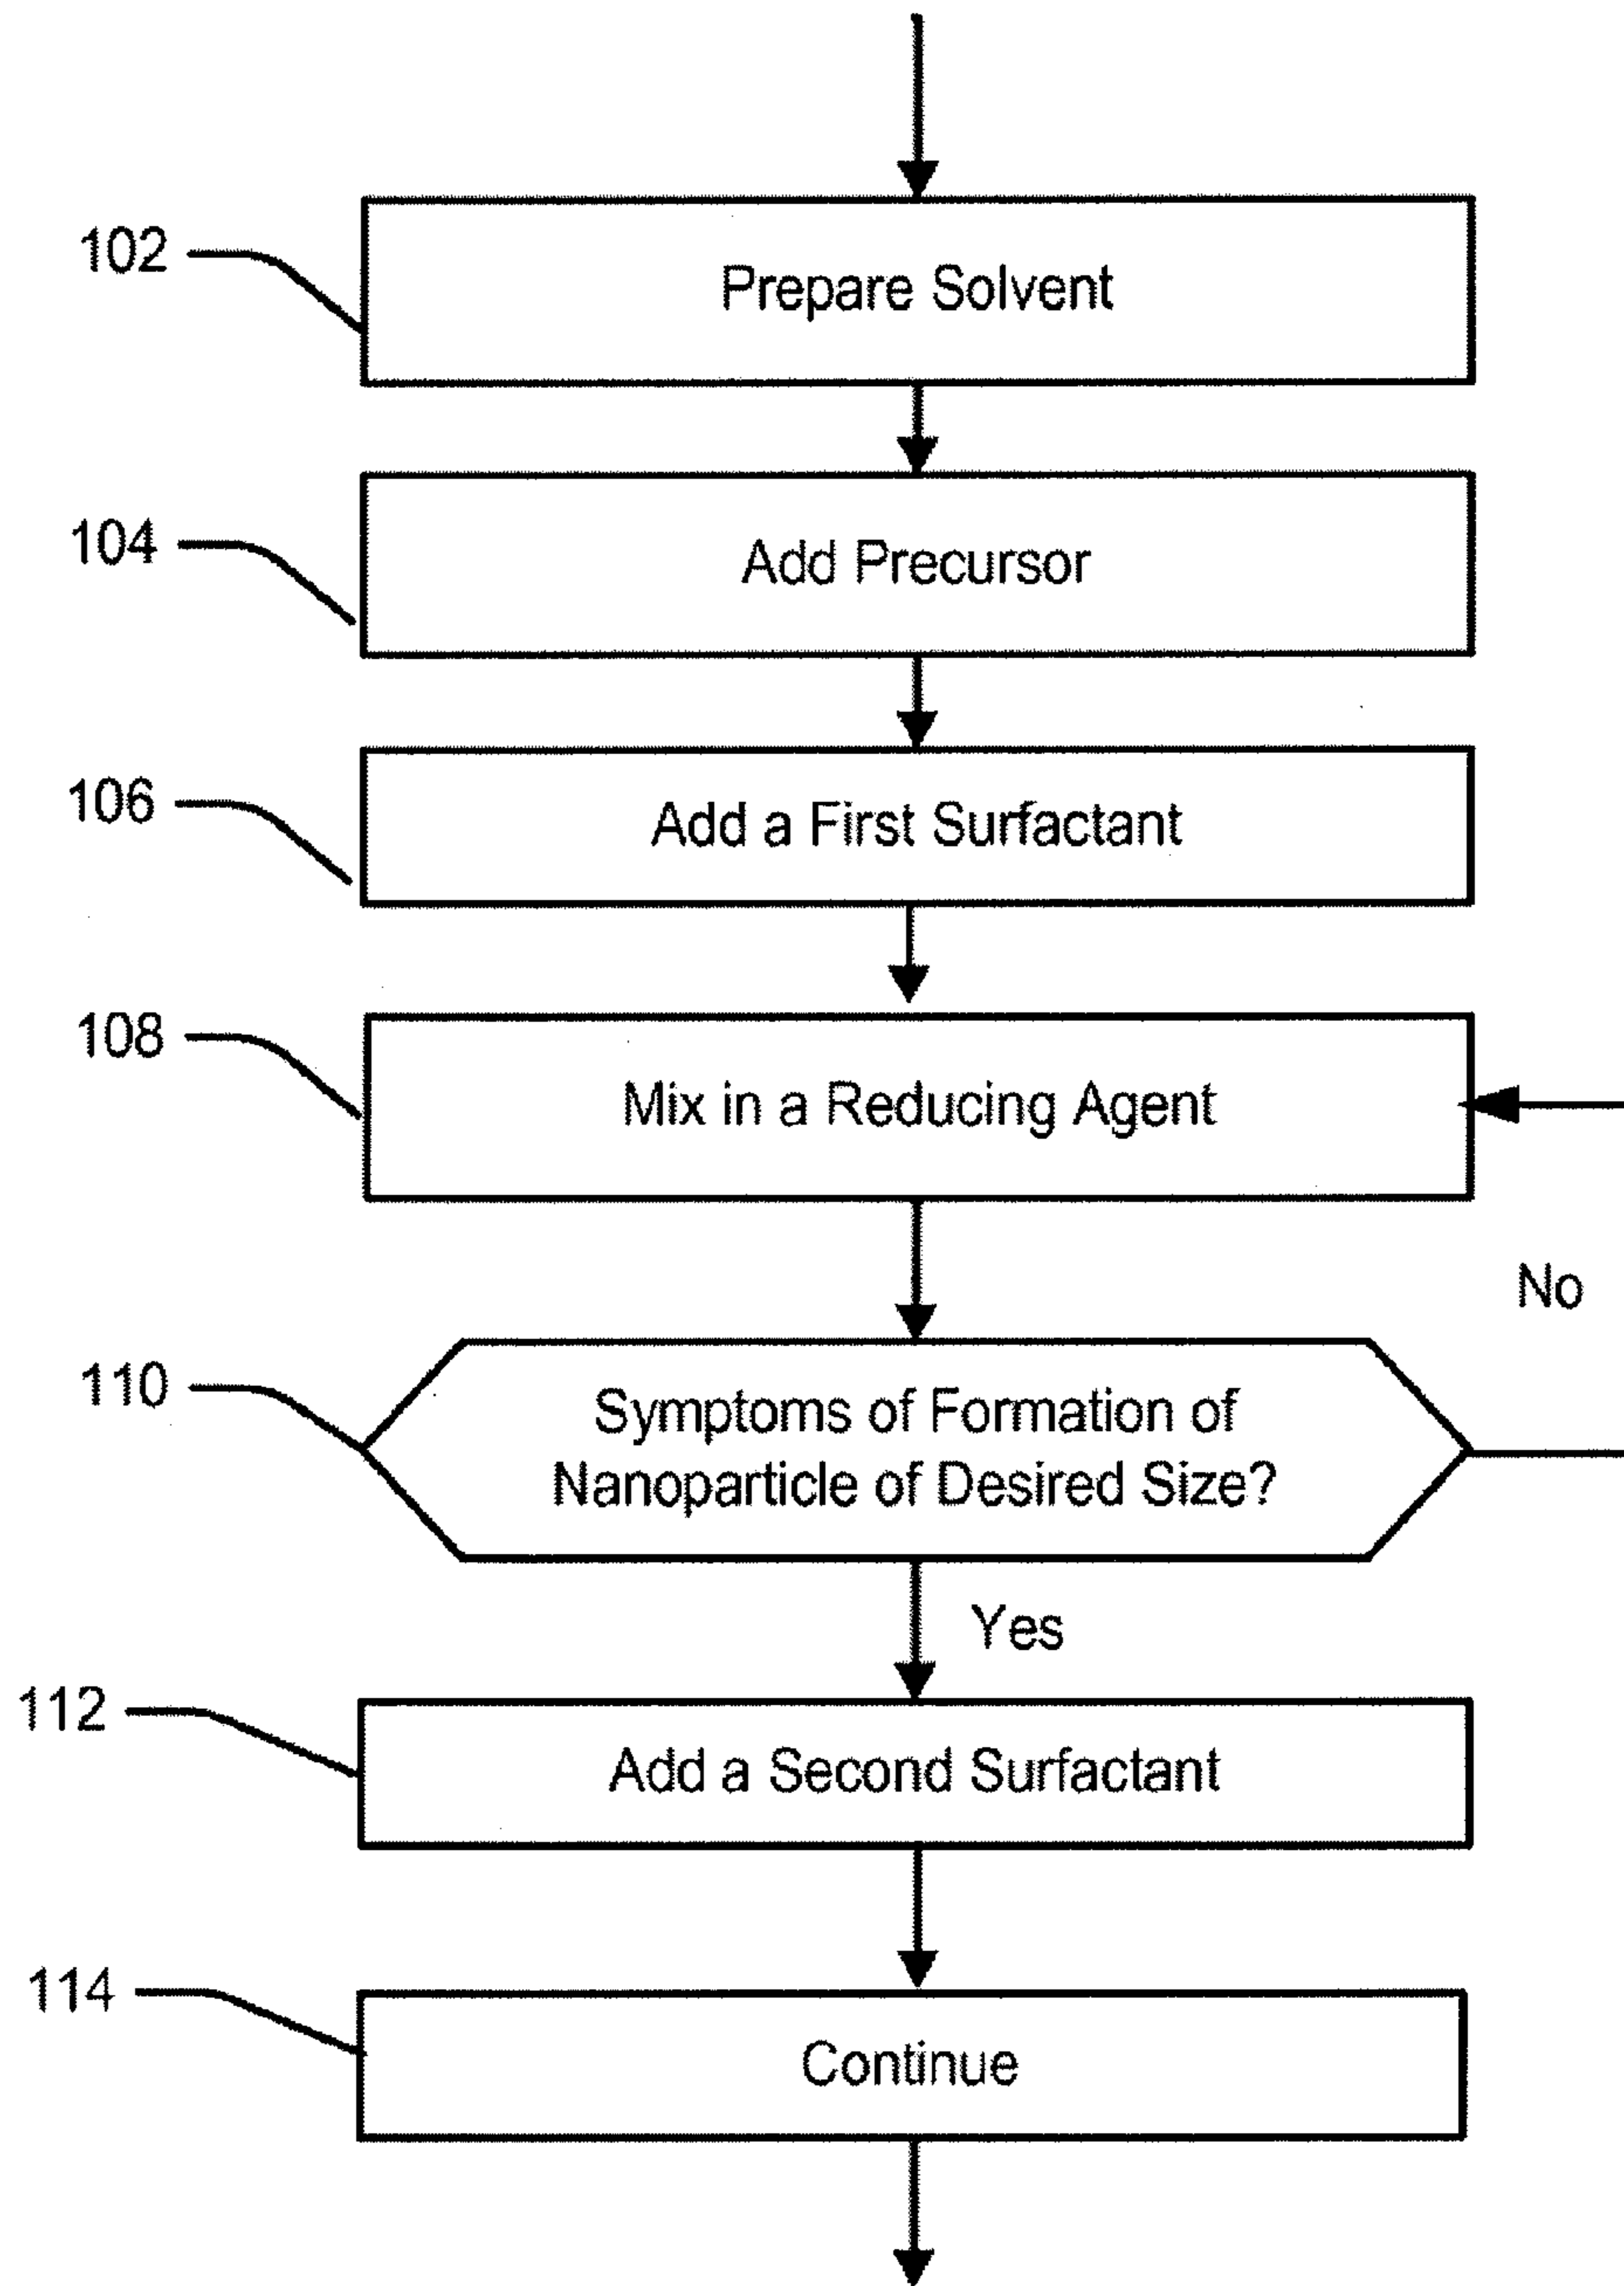 102
Prepare Solvent
104
Add Precursor
106
Add a First Surfactant
108
Mix in a Reducing Agent
No
110
Symptoms of Formation of
Nanoparticle of Desired Size?
Yes
112
Add a Second Surfactant
114
Continue